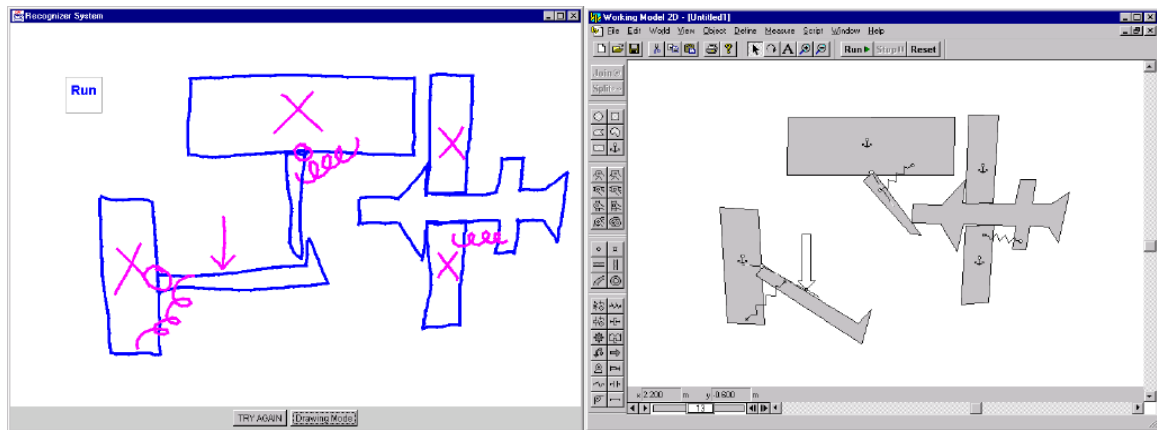 Recognizer System
Run
TRY AGAIN
Drawing Mode
Working Model 2D - [Untitled1]
File Edit World View Object Define Measure Script Window Help
A
Run
Stop
Reset
Join
Split
x 2.200 m y -0.600 m
13